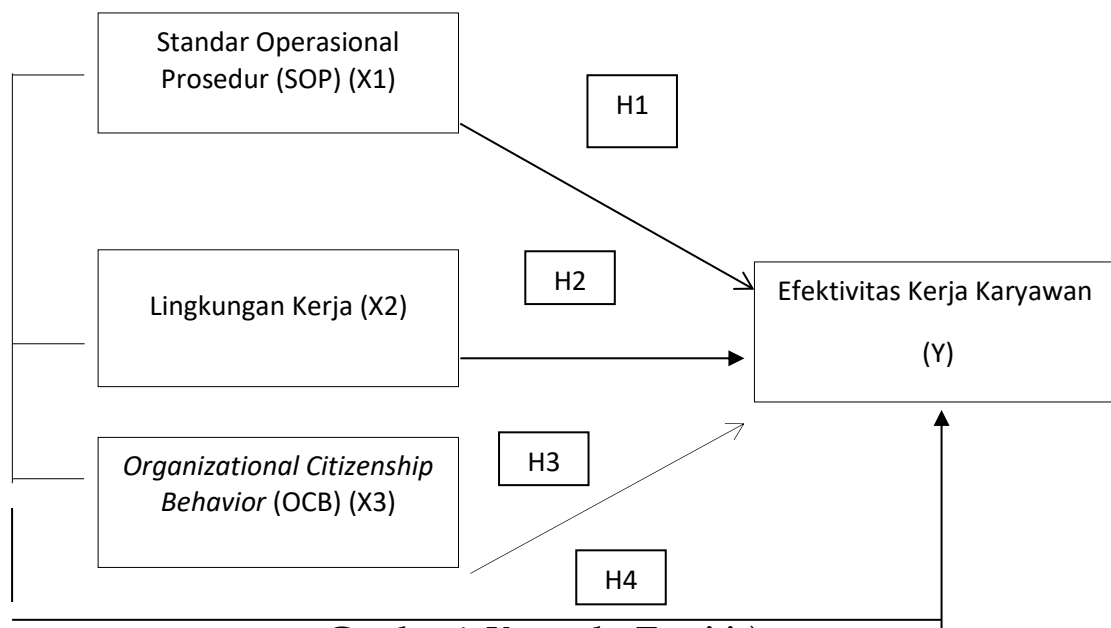 Standar Operasional
Prosedur (SOP) (X1)
H1
Lingkungan Kerja (X2)
H2
Efektivitas Kerja Karyawan
(Y)
Organizational Citizenship
Behavior (OCB) (X3)
H3
H4